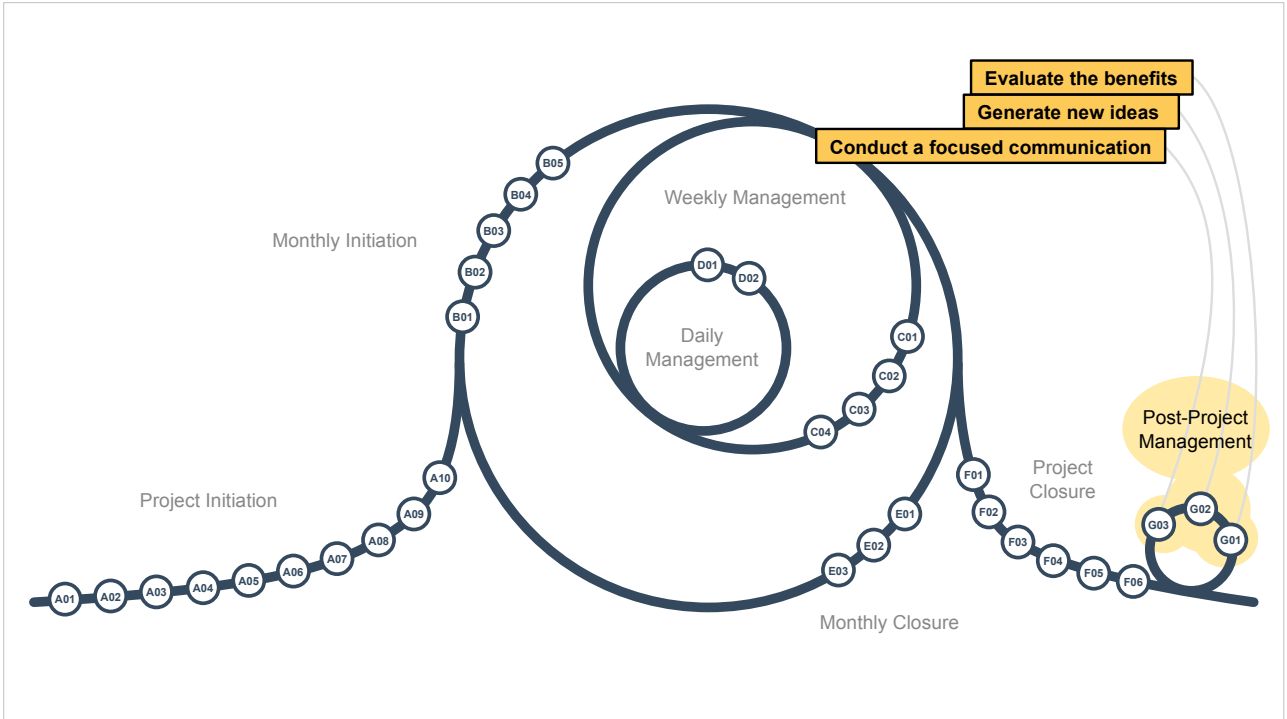 Evaluate the benefits
Generate new ideas
Conduct a focused communication
B05
B04
B03
B02
B01
Monthly Initiation
Weekly Management
D01
D02
Daily
Management
C01
C02
C03
C04
Post-Project
Management
Project Initiation
A01
A02
A03
A04
A05
A06
A07
A08
A09
A10
E01
E02
E03
Monthly Closure
Project
Closure
F01
F02
F03
F04
F05
F06
G03
G02
G01